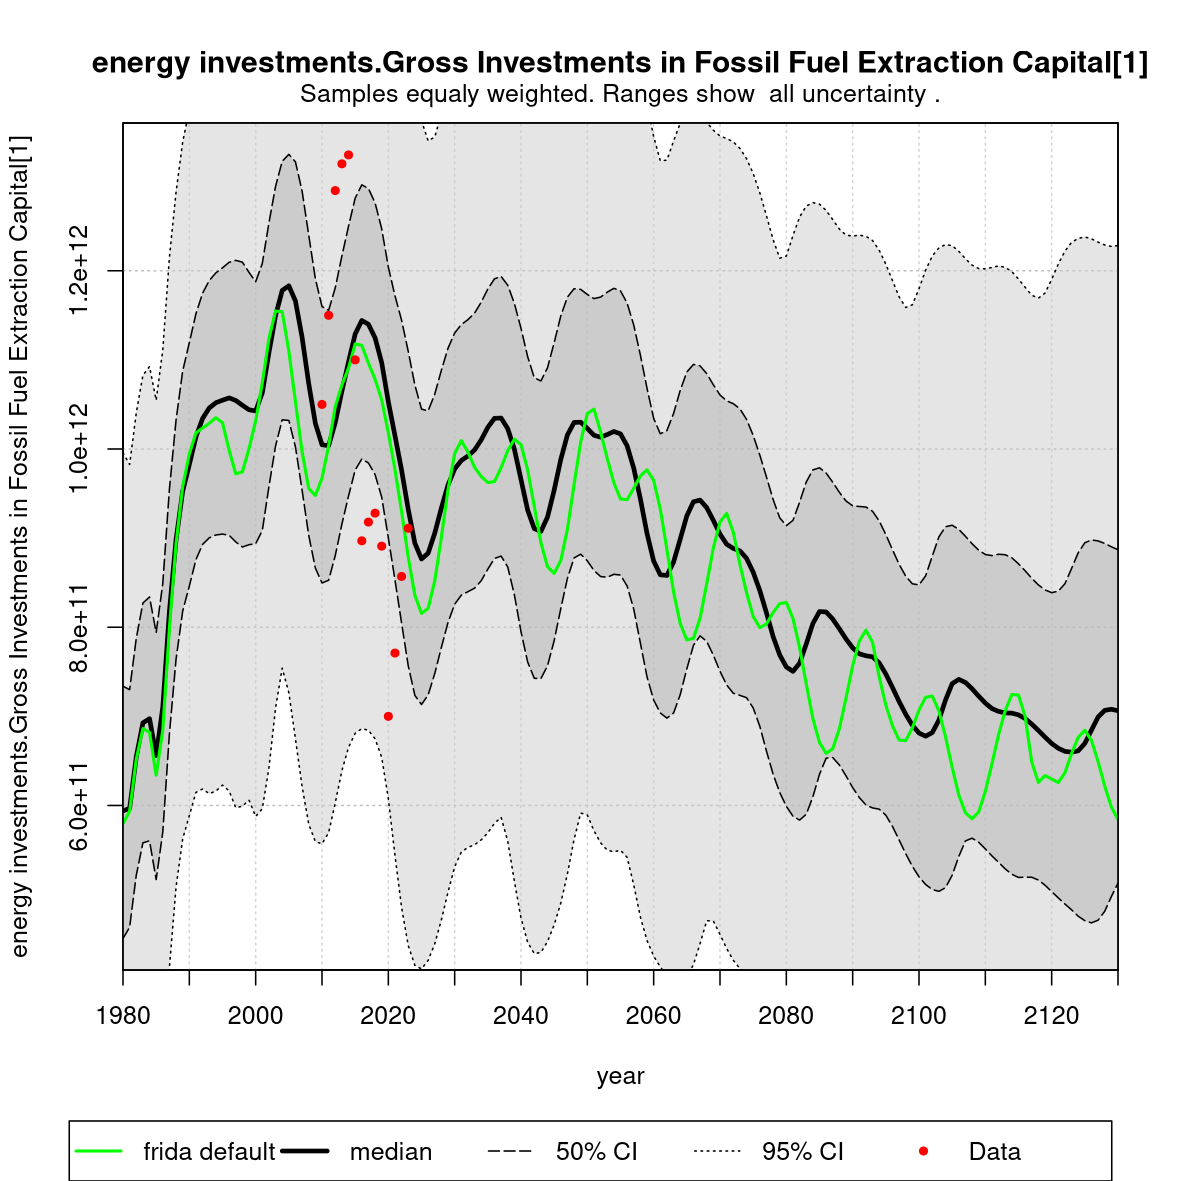 energy investments.Gross Investments in Fossil Fuel Extraction Capital[1]
Samples equaly weighted. Ranges show  all uncertainty .
energy investments.Gross Investments in Fossil Fuel Extraction Capital[1]
1.2e+12
1.0e+12
8.0e+11
6.0e+11
1980 2000 2020 2040 2060 2080 2100 2120
year
frida default median 50% CI 95% CI Data